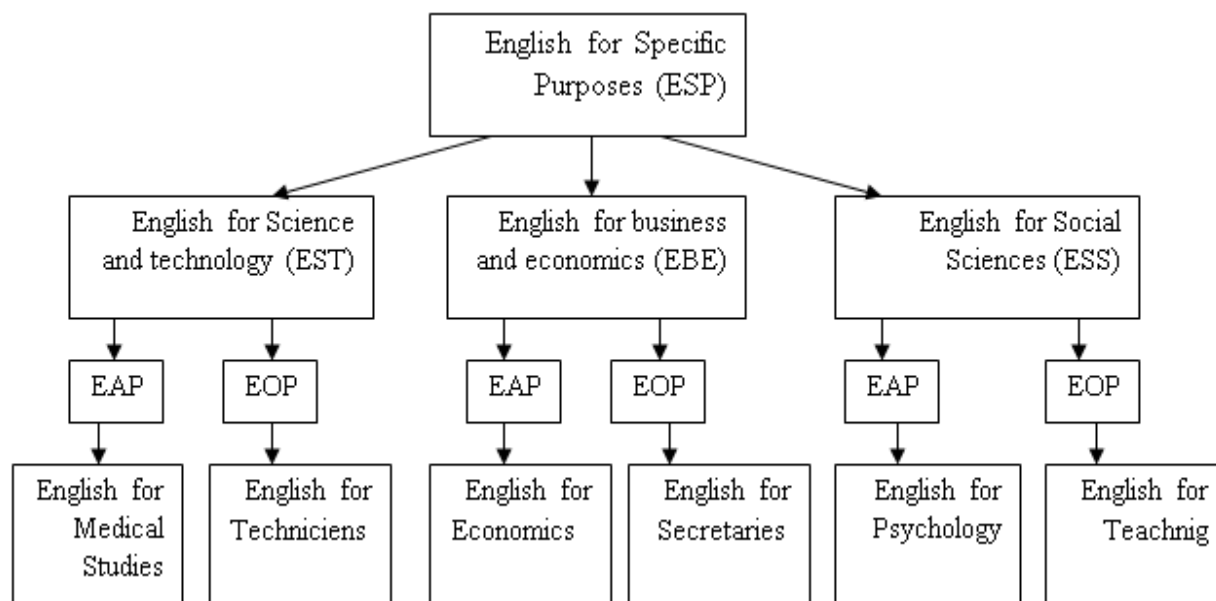 English for Specific
Purposes (ESP)
English for Science
and technology (EST)
English for business
and economics (EBE)
English for Social
Sciences (ESS)
EAP
EOP
EAP
EOP
EAP
EOP
English for
Medical
Studies
English for
Techniciens
English for
Economics
English for
Secretaries
English for
Psychology
English for
Teachnig